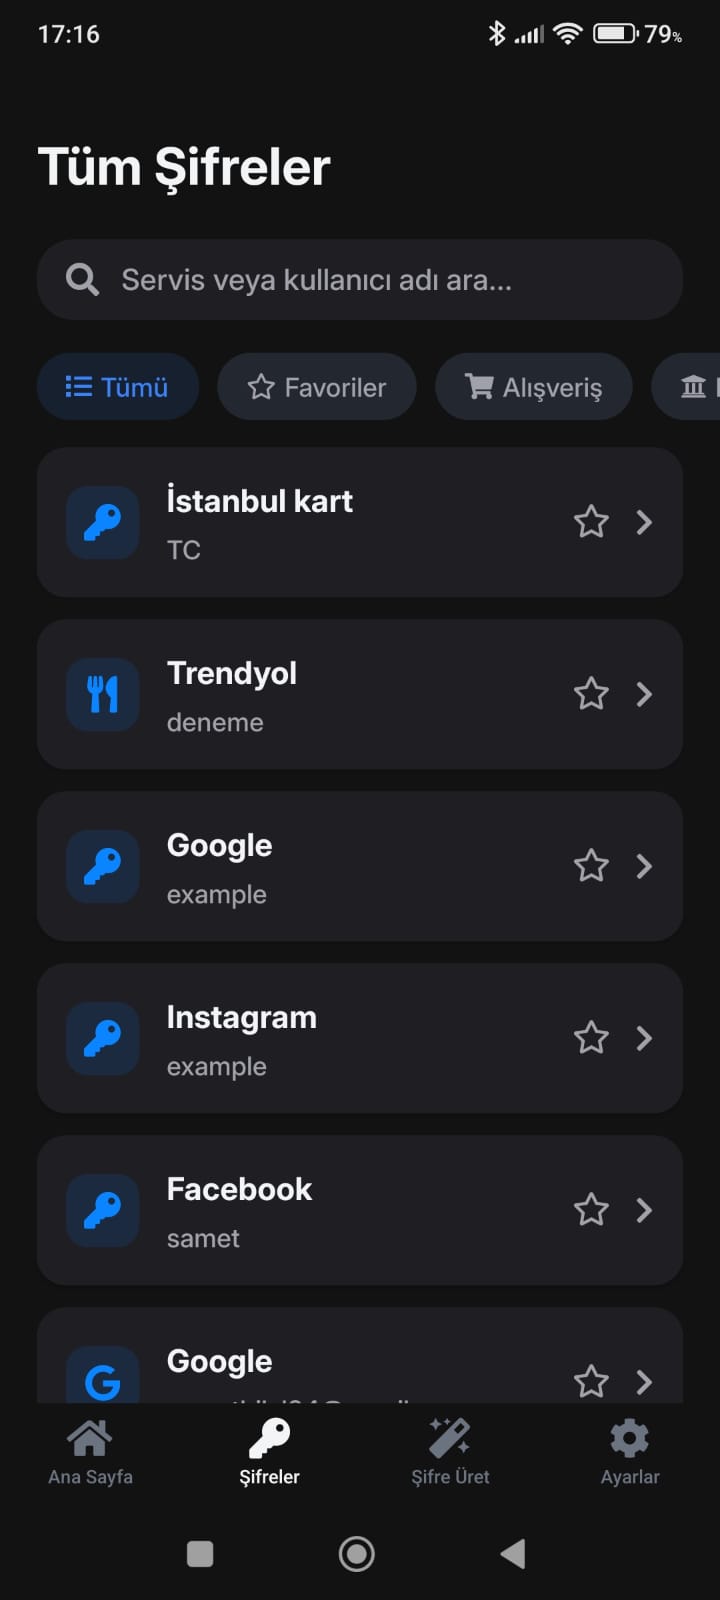 17:16
79%
Tüm Şifreler
Servis veya kullanıcı adı ara...
Tümü
Favoriler
Alışveriş
İstanbul kart
TC
Trendyol
deneme
Google
example
Instagram
example
Facebook
samet
Google
Ana Sayfa
Şifreler
Şifre Üret
Ayarlar